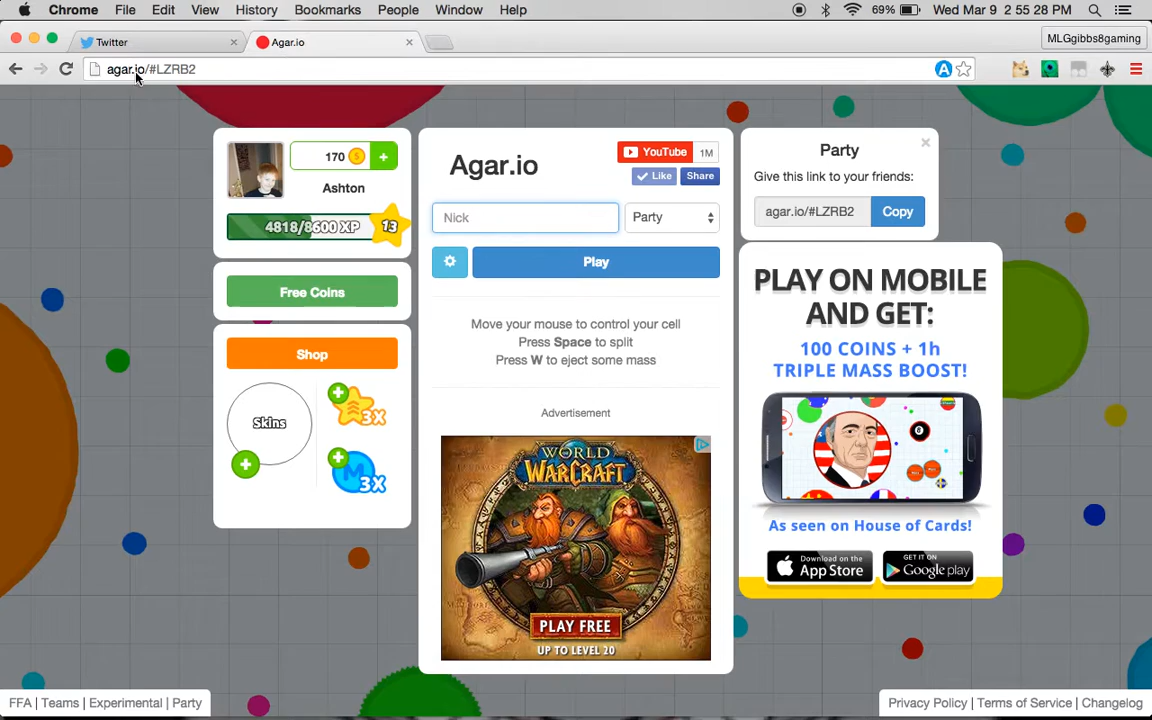 Chrome File Edit View History Bookmarks People Window Help 69% Wed Mar 9 2 55 28 PM
Twitter × Agar.io × MLGgibbs8gaming
agar.io/#LZRB2
170
Ashton
4818/8600 XP 13
Free Coins
Shop
Skins
3X
3X
Agar.io
YouTube 1M
Like Share
Nick Party
Play
Move your mouse to control your cell
Press Space to split
Press W to eject some mass
Advertisement
WORLD
WARCRAFT
PLAY FREE
UP TO LEVEL 20
Party ×
Give this link to your friends:
agar.io/#LZRB2 Copy
PLAY ON MOBILE
AND GET:
100 COINS + 1h
TRIPLE MASS BOOST!
As seen on House of Cards!
Download on the
App Store
GET IT ON
Google play
FFA | Teams | Experimental | Party
Privacy Policy | Terms of Service | Changelog